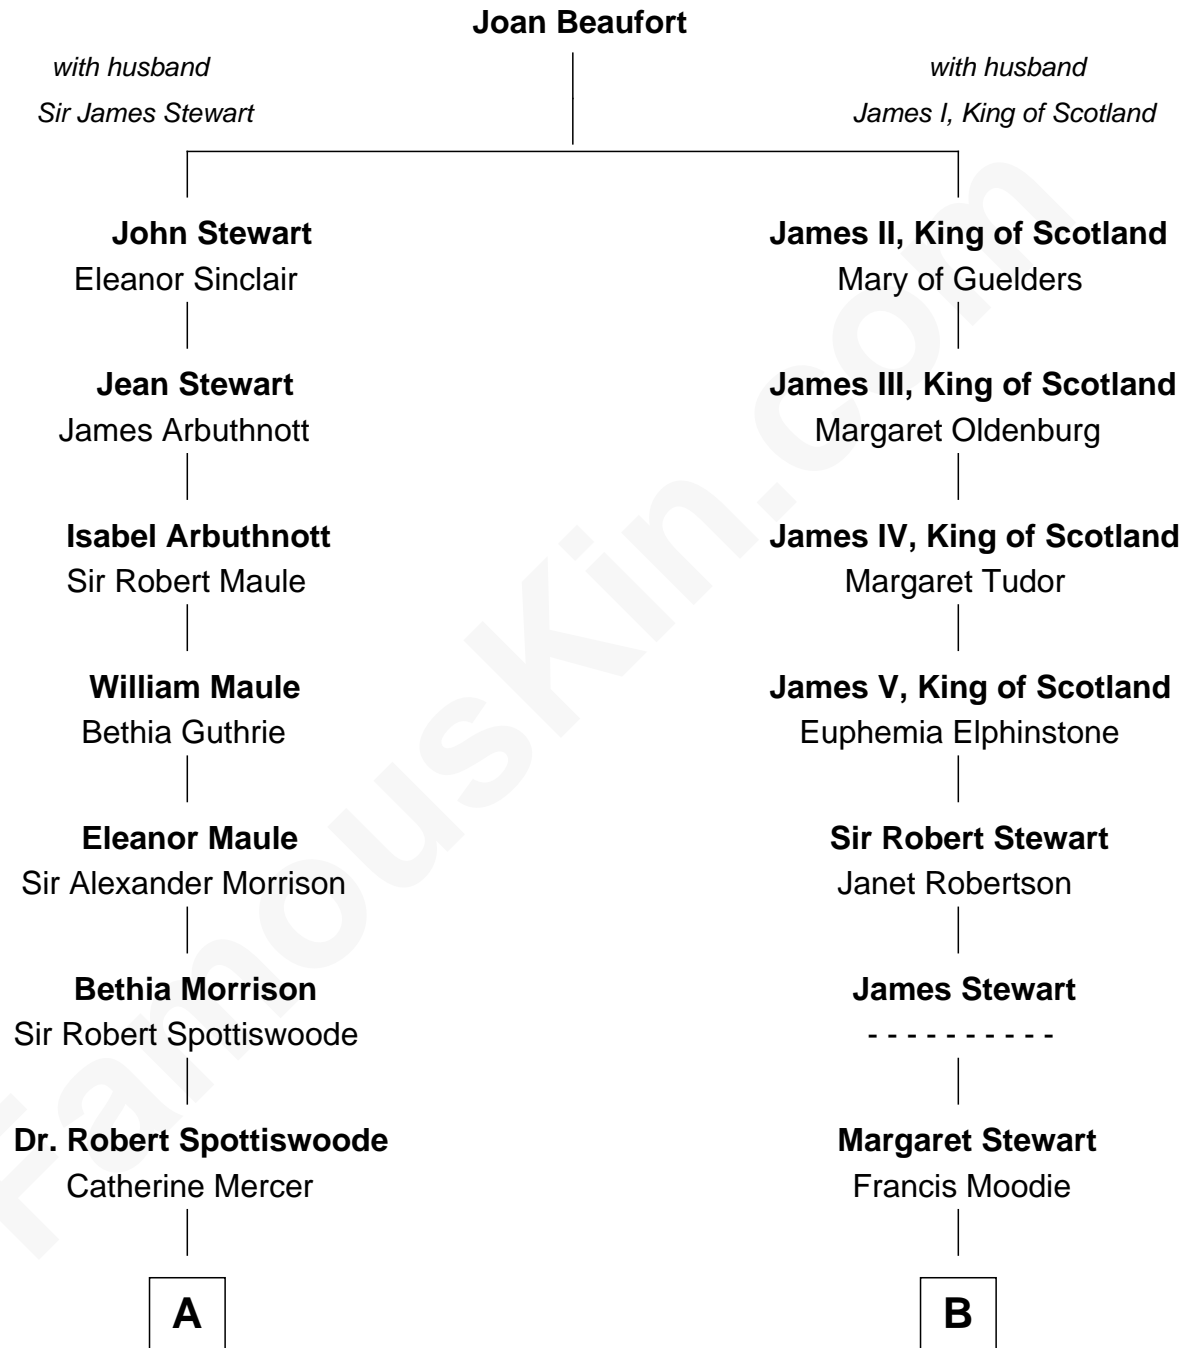 Joan Beaufort
with husband
Sir James Stewart
with husband
James I, King of Scotland
John Stewart
Eleanor Sinclair
James II, King of Scotland
Mary of Guelders
Jean Stewart
James Arbuthnott
James III, King of Scotland
Margaret Oldenburg
Isabel Arbuthnott
Sir Robert Maule
James IV, King of Scotland
Margaret Tudor
William Maule
Bethia Guthrie
James V, King of Scotland
Euphemia Elphinstone
Eleanor Maule
Sir Alexander Morrison
Sir Robert Stewart
Janet Robertson
Bethia Morrison
Sir Robert Spottiswoode
James Stewart
- - - - - - - - - -
Dr. Robert Spottiswoode
Catherine Mercer
Margaret Stewart
Francis Moodie
A
B
FamousKin.com